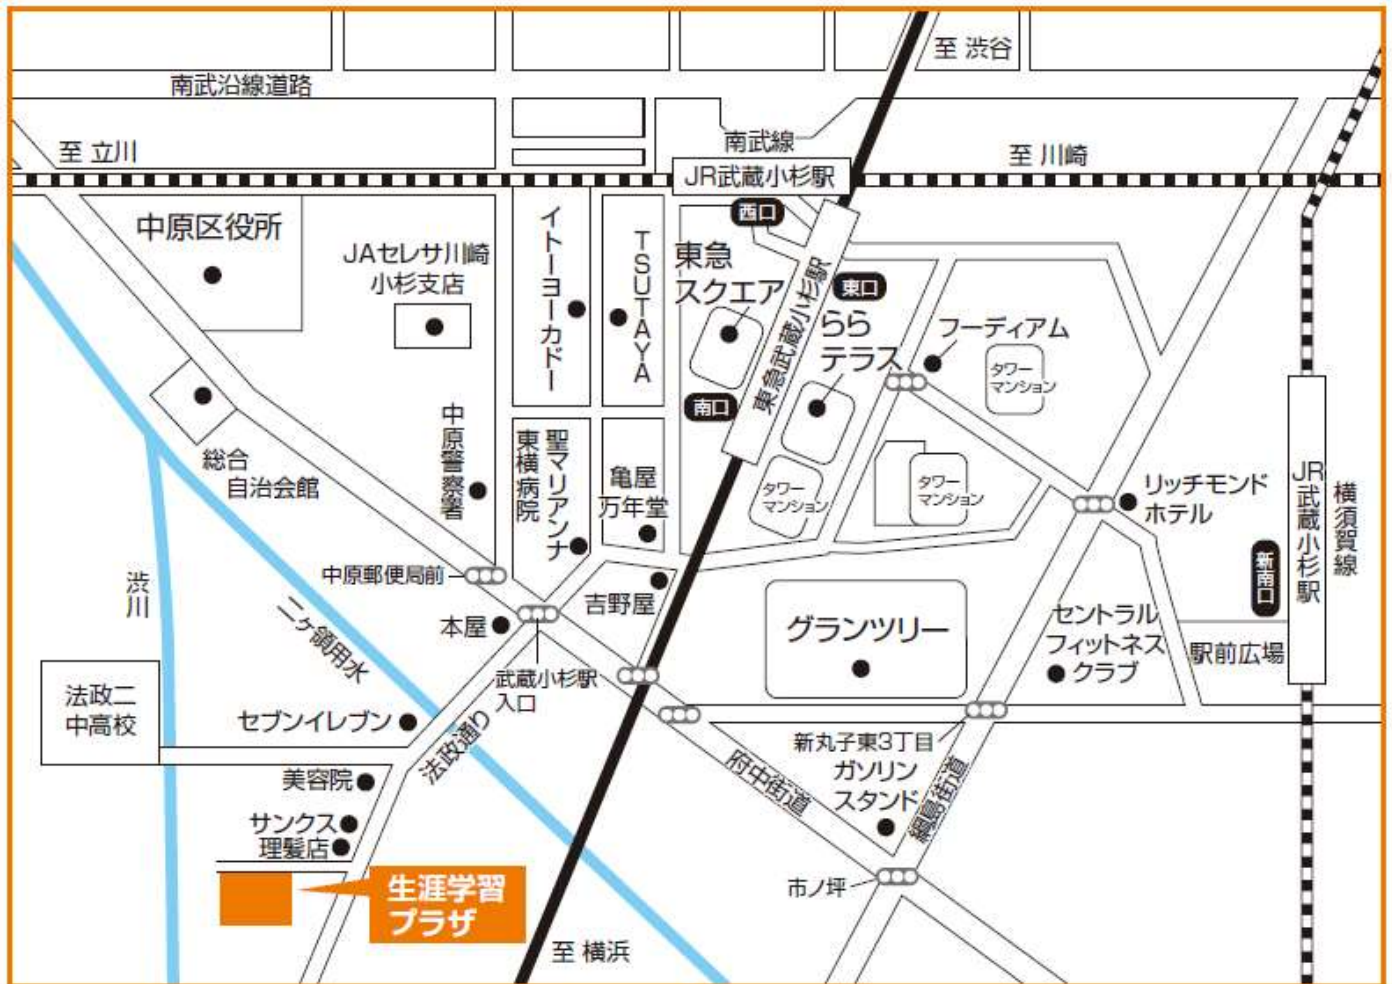 至 渋谷
南武沿線道路
南武線
至 立川
至 川崎
JR武蔵小杉駅
西口
中原区役所
JAセレサ川崎
小杉支店
イトーヨーカドー
TSUTAYA
東急
スクエア
東急武蔵小杉駅
東口
らら
テラス
フーディアム
タワー
マンション
南口
中原警察署
聖マリアンナ
東横病院
亀屋
万年堂
タワー
マンション
タワー
マンション
リッチモンド
ホテル
JR武蔵小杉駅
横須賀線
新南口
総合
自治会館
中原郵便局前
渋川
二ヶ領用水
本屋
吉野屋
グランツリー
セントラル
フィットネス
クラブ
駅前広場
法政二
中高校
武蔵小杉駅
入口
セブンイレブン
法政通り
新丸子東3丁目
府中街道
ガソリン
スタンド
綱島街道
美容院
サンクス
理髪店
生涯学習
プラザ
市ノ坪
至 横浜